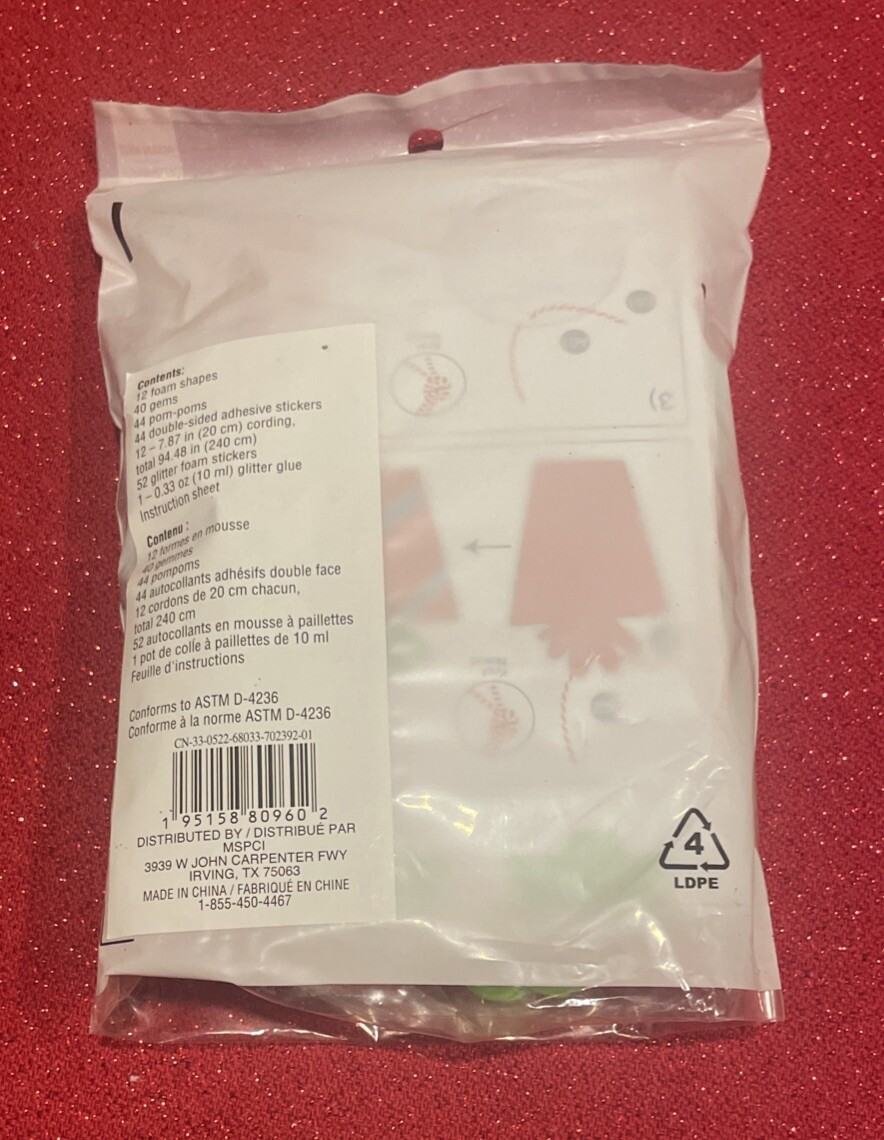 Contents:
12 foam shapes
40 gems
44 pom-poms
44 double-sided adhesive stickers
12 – 7.87 in (20 cm) cording,
total 94.48 in (240 cm)
52 glitter foam stickers
1 – 0.33 oz (10 ml) glitter glue
Instruction sheet
Contenu :
12 formes en mousse
40 gemmes
44 pompoms
44 autocollants adhésifs double face
12 cordons de 20 cm chacun,
total 240 cm
52 autocollants en mousse à paillettes
1 pot de colle à paillettes de 10 ml
Feuille d'instructions
Conforms to ASTM D-4236
Conforme à la norme ASTM D-4236
CN-33-0522-68033-702392-01
1 95158 80960 2
DISTRIBUTED BY / DISTRIBUÉ PAR
MSPCI
3939 W JOHN CARPENTER FWY
IRVING, TX 75063
MADE IN CHINA / FABRIQUÉ EN CHINE
1-855-450-4467
3)
4
LDPE